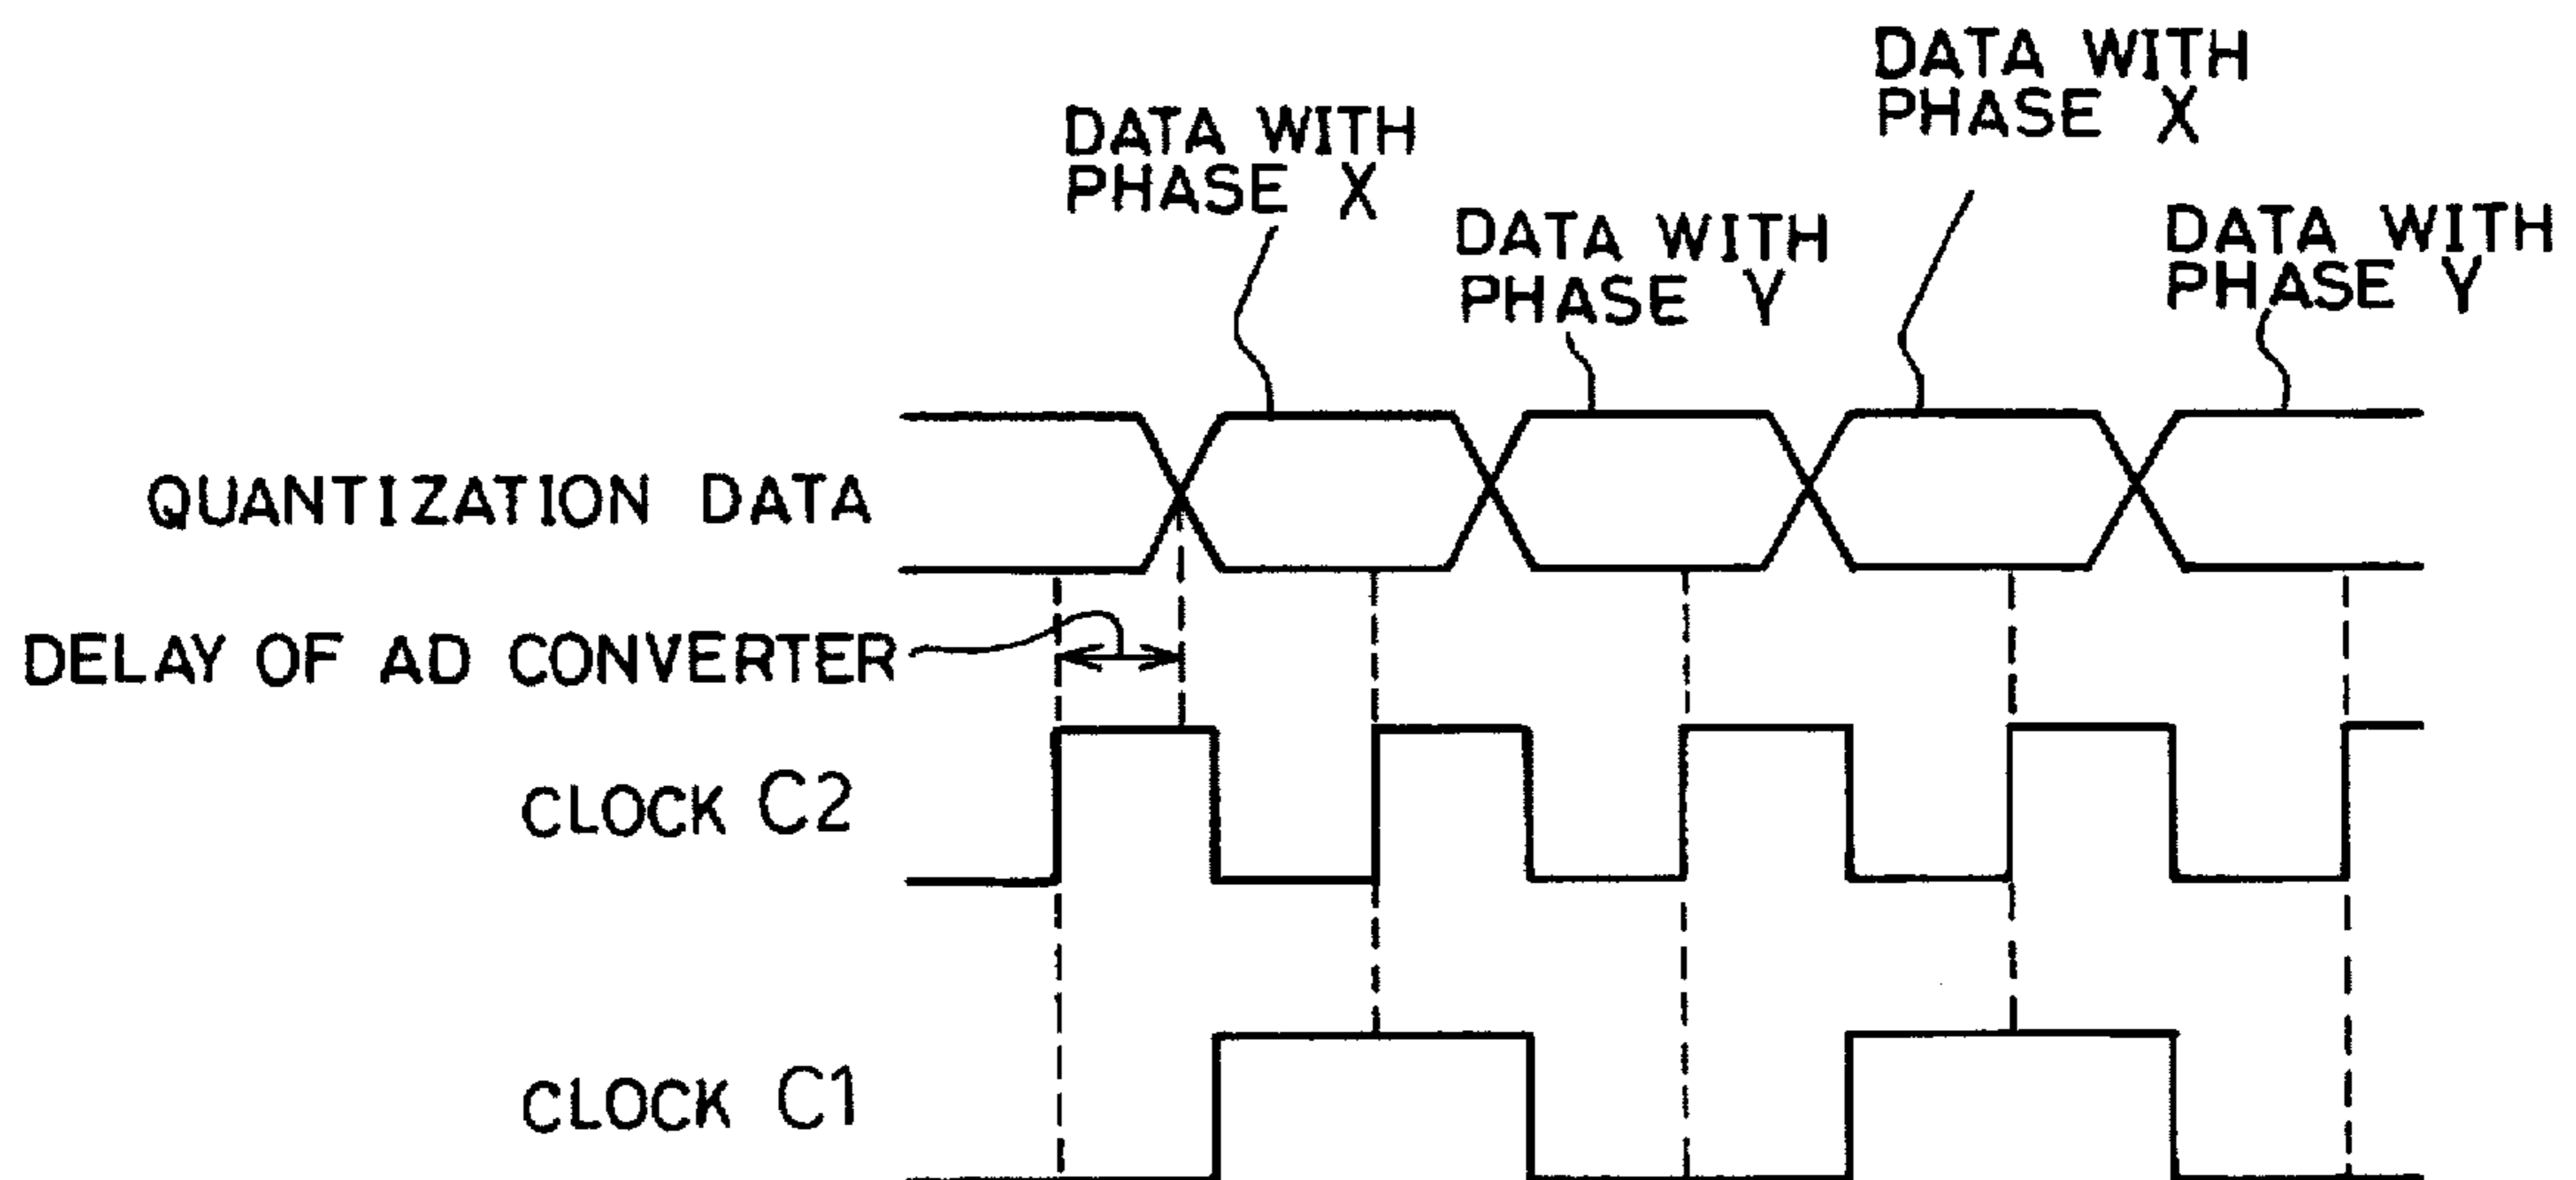 DATA WITH
PHASE X
DATA WITH
PHASE X
DATA WITH
PHASE Y
DATA WITH
PHASE Y
QUANTIZATION DATA
DELAY OF AD CONVERTER
CLOCK C2
CLOCK C1